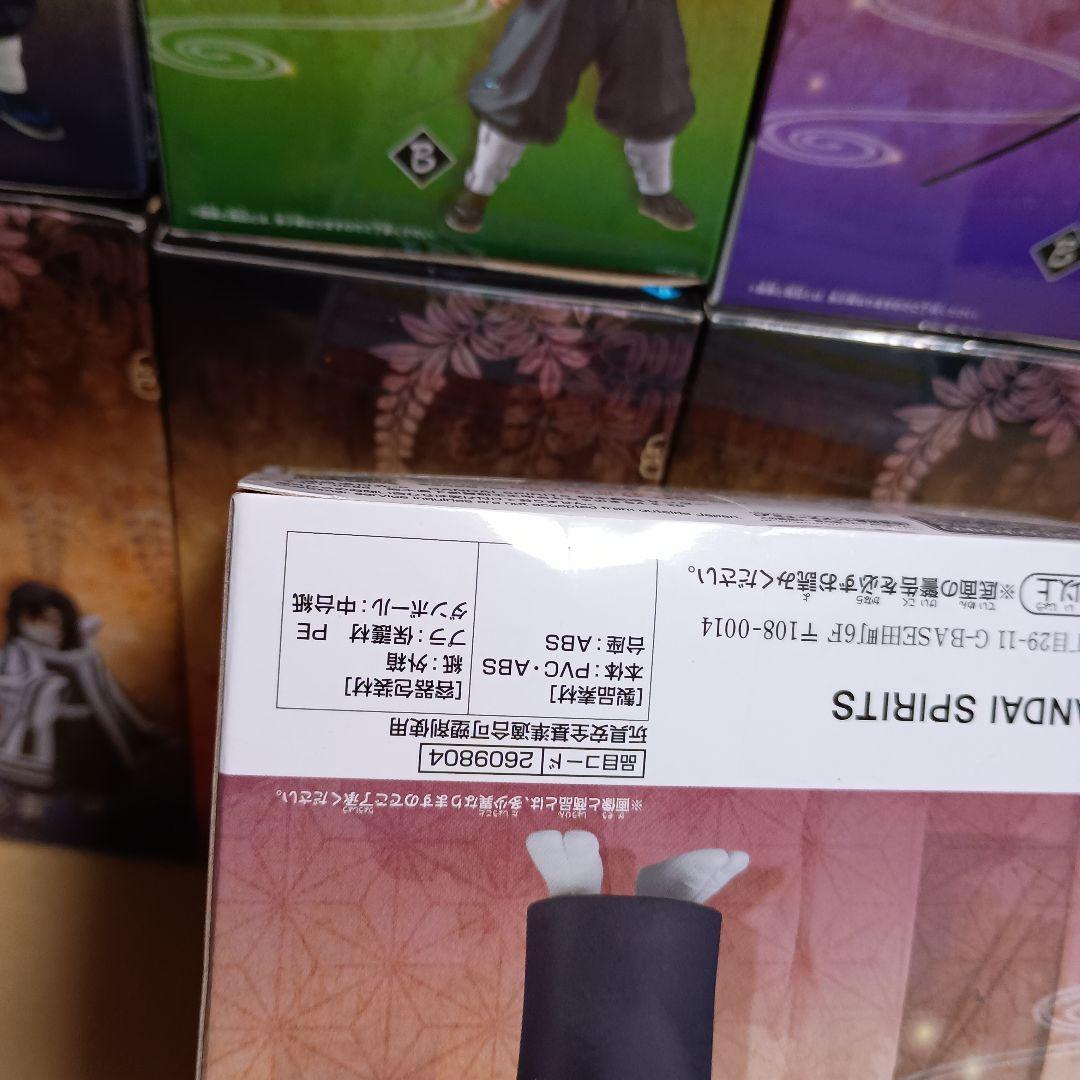 ※画像と商品とは、多少異なりますのでご了承ください。
品目コード 2609804
玩具安全基準適合可塑剤使用
[製品素材]
本体：PVC・ABS
台座：ABS
[容器包装材]
紙：外箱
プラ：保護材 PE
ダンボール：中台紙
NDAI SPIRITS
丁目29-11 G-BASE田町6F 〒108-0014
以上
※底面の警告を必ずお読みください。
B
B